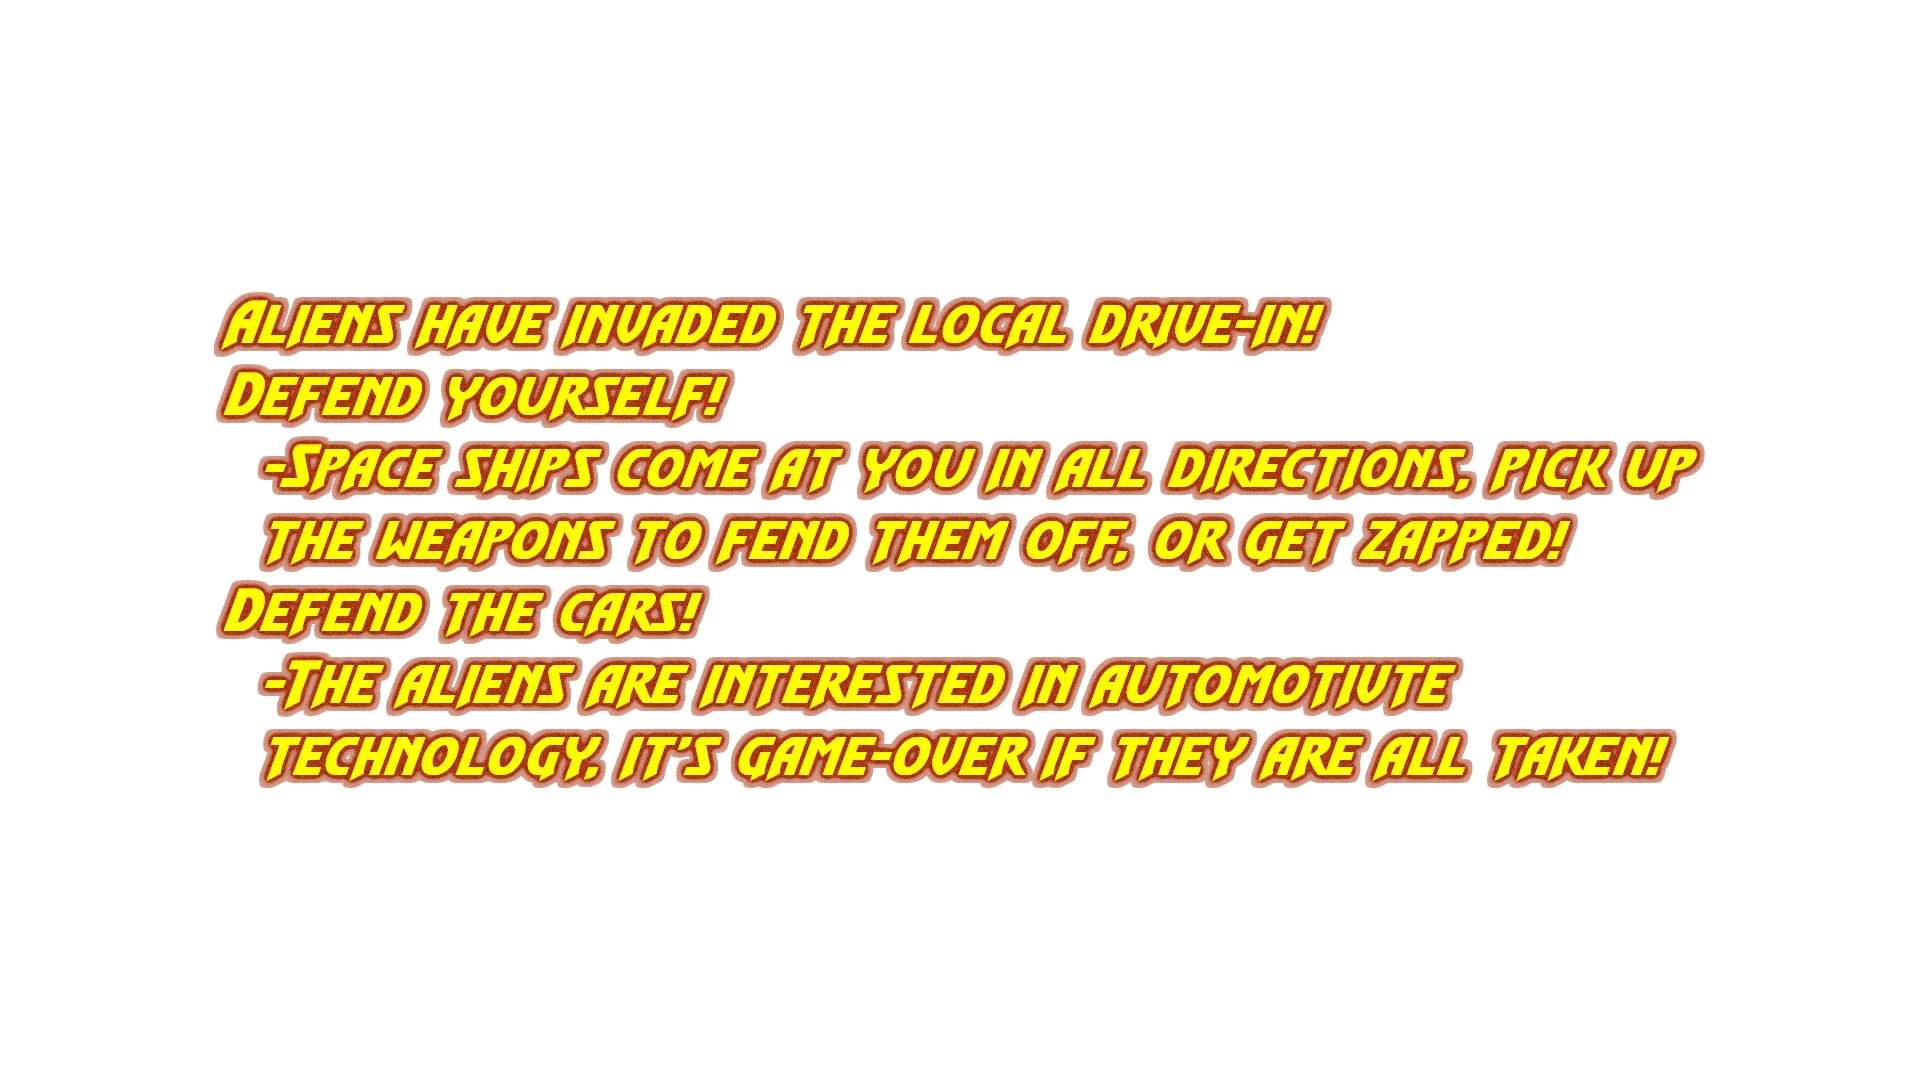 Aliens have invaded the local drive-in!
Defend yourself!
-Space ships come at you in all directions, pick up
the weapons to fend them off, or get zapped!
Defend the cars!
-The aliens are interested in automotivte
technology, it's game-over if they are all taken!